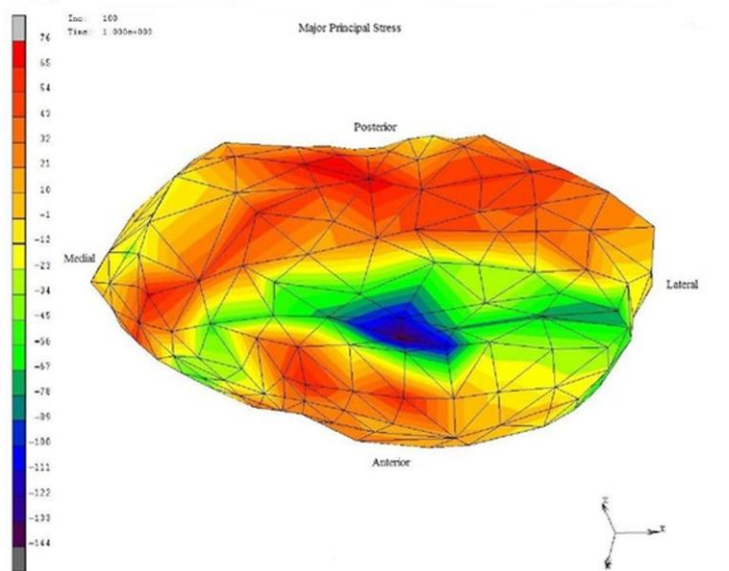 Inc: 100
Time: 1.000e+000
Major Principal Stress
76
65
54
43
32
21
10
-1
-12
-23
-34
-45
-56
-67
-78
-89
-100
-111
-122
-133
-144
Posterior
Medial
Lateral
Anterior
Z
X